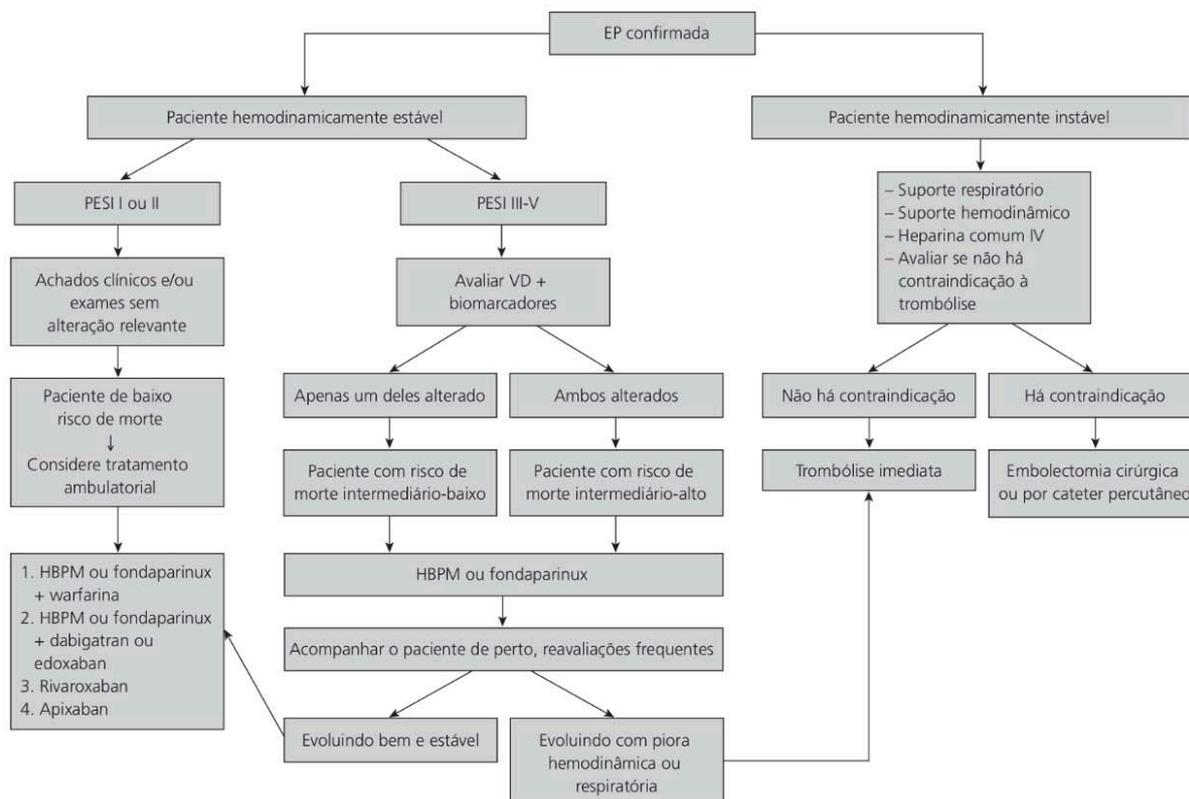 EP confirmada
Paciente hemodinamicamente estável
Paciente hemodinamicamente instável
PESI I ou II
PESI III-V
– Suporte respiratório
– Suporte hemodinâmico
– Heparina comum IV
– Avaliar se não há
contraindicação à
trombólise
Achados clínicos e/ou
exames sem
alteração relevante
Avaliar VD +
biomarcadores
Paciente de baixo
risco de morte
↓
Considere tratamento
ambulatorial
Apenas um deles alterado
Ambos alterados
Não há contraindicação
Há contraindicação
Paciente com risco de
morte intermediário-baixo
Paciente com risco de
morte intermediário-alto
Trombólise imediata
Embolectomia cirúrgica
ou por cateter percutâneo
1. HBPM ou fondaparinux
+ warfarina
2. HBPM ou fondaparinux
+ dabigatran ou
edoxaban
3. Rivaroxaban
4. Apixaban
HBPM ou fondaparinux
Acompanhar o paciente de perto, reavaliações frequentes
Evoluindo bem e estável
Evoluindo com piora
hemodinâmica ou
respiratória